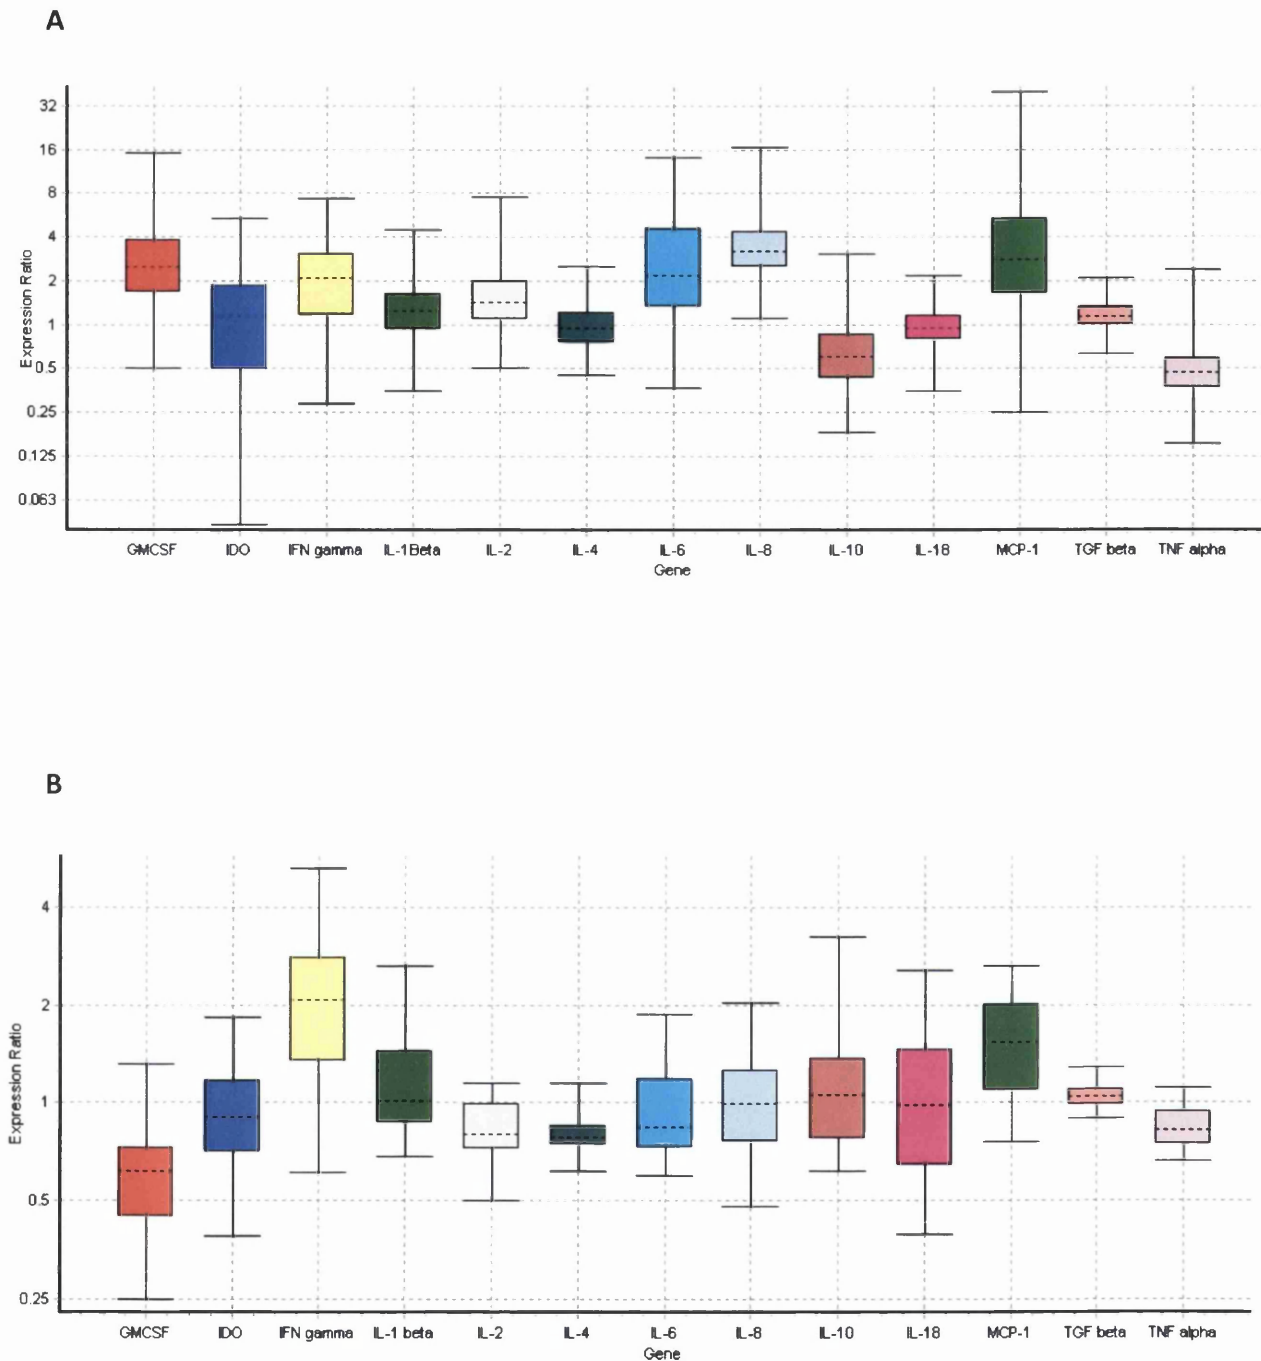 A
32
16
8
4
2
1
0.5
0.25
0.125
0.063
Expression Ratio
GMCSF IDO IFN gamma IL-1Beta IL-2 IL-4 IL-6 IL-8 IL-10 IL-18 MCP-1 TGF beta TNF alpha
Gene
B
4
2
1
0.5
0.25
Expression Ratio
GMCSF IDO IFN gamma IL-1 beta IL-2 IL-4 IL-6 IL-8 IL-10 IL-18 MCP-1 TGF beta TNF alpha
Gene